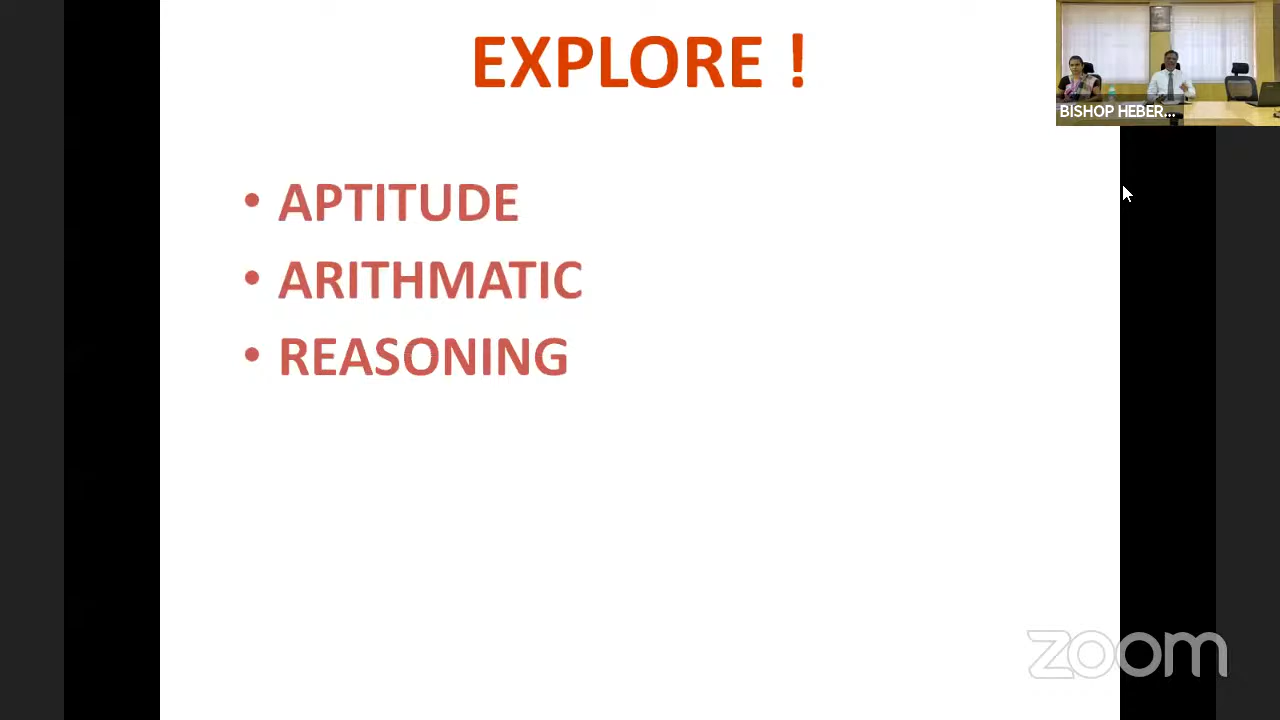 EXPLORE !
BISHOP HEBER...
• APTITUDE
• ARITHMATIC
• REASONING
zoom